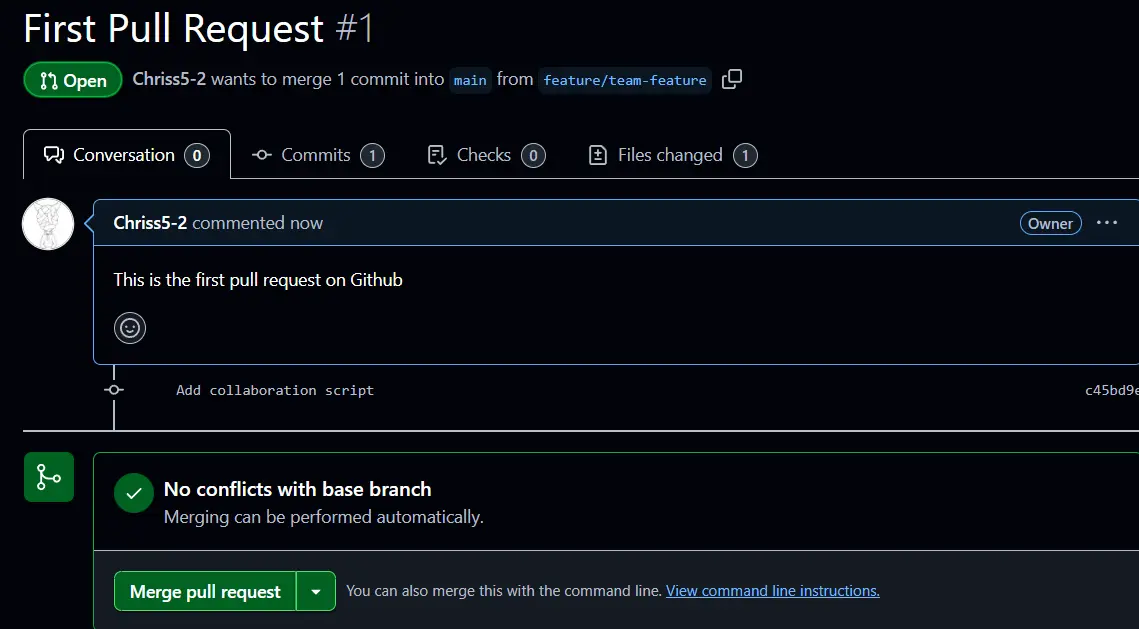 First Pull Request #1
Open Chriss5-2 wants to merge 1 commit into main from feature/team-feature
Conversation 0 Commits 1 Checks 0 Files changed 1
Chriss5-2 commented now Owner
This is the first pull request on Github
Add collaboration script c45bd9e
No conflicts with base branch
Merging can be performed automatically.
Merge pull request You can also merge this with the command line. View command line instructions.